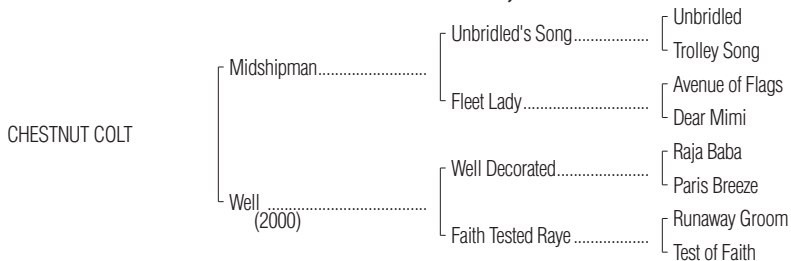 Unbridled
Unbridled's Song
Trolley Song
Midshipman
Avenue of Flags
Fleet Lady
Dear Mimi
CHESTNUT COLT
Raja Baba
Well Decorated
Paris Breeze
Well
(2000)
Runaway Groom
Faith Tested Raye
Test of Faith